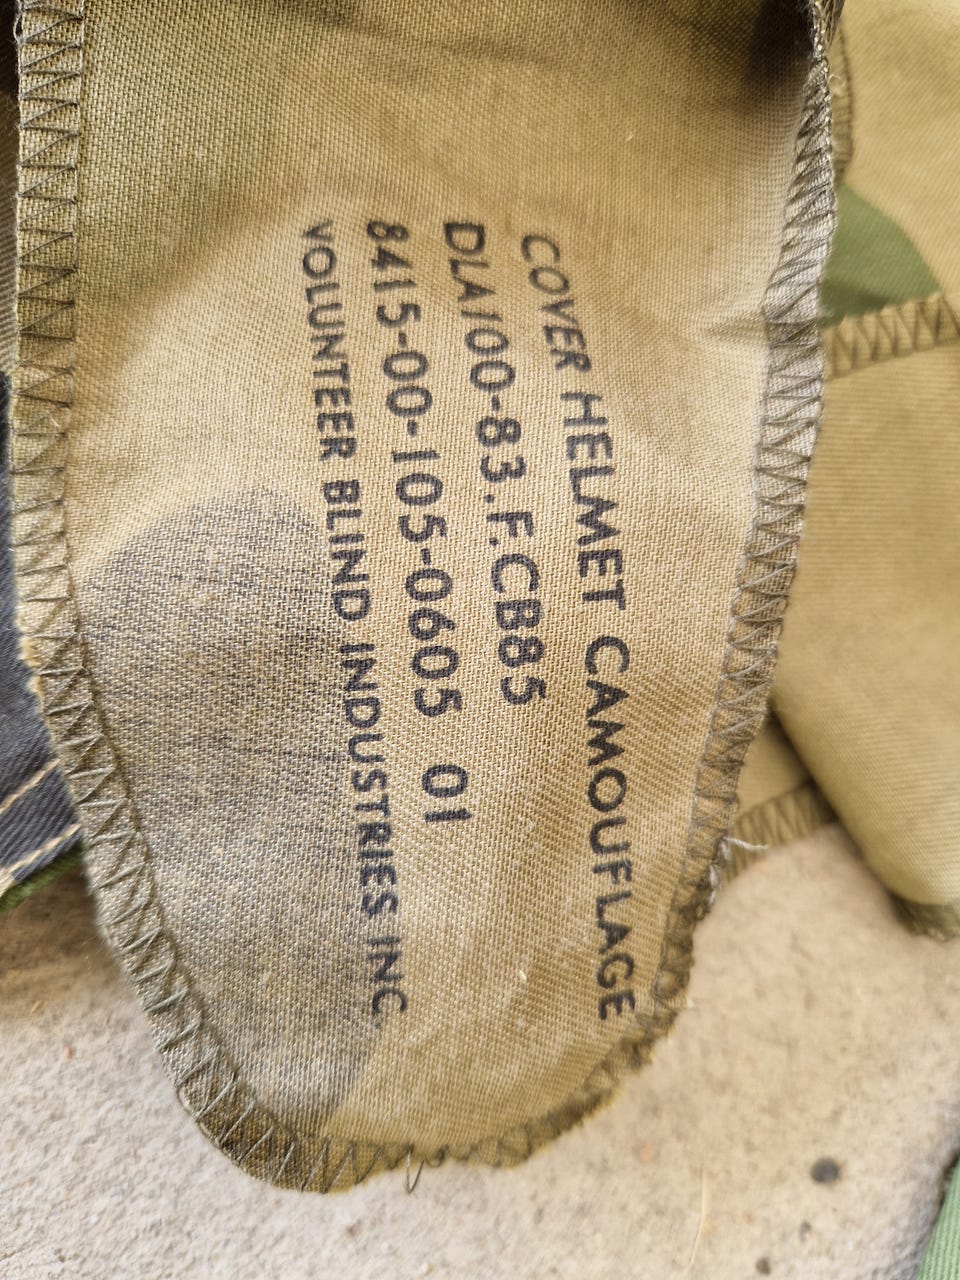 COVER HELMET CAMOUFLAGE
DLA100-83.F.CB85
8415-00-105-0605 01
VOLUNTEER BLIND INDUSTRIES INC